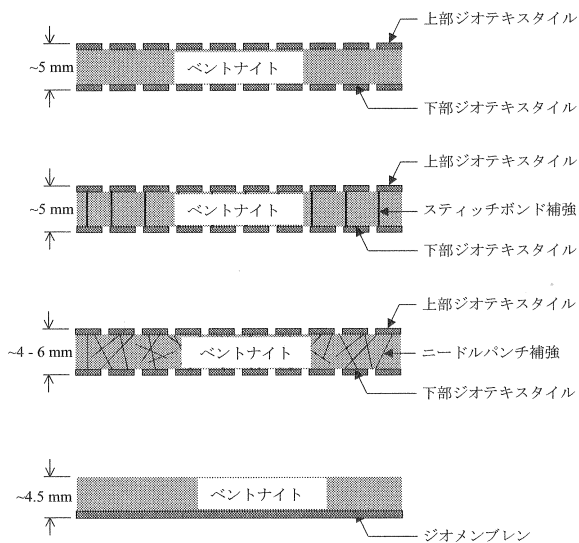 上部ジオテキスタイル
~5 mm
ベントナイト
下部ジオテキスタイル
上部ジオテキスタイル
~5 mm
ベントナイト
スティッチボンド補強
下部ジオテキスタイル
上部ジオテキスタイル
~4 - 6 mm
ベントナイト
ニードルパンチ補強
下部ジオテキスタイル
~4.5 mm
ベントナイト
ジオメンブレン